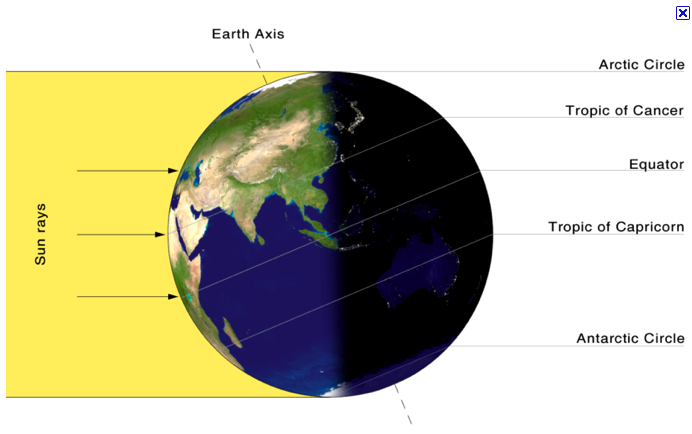 Earth Axis
Arctic Circle
Tropic of Cancer
Equator
Tropic of Capricorn
Antarctic Circle
Sun rays